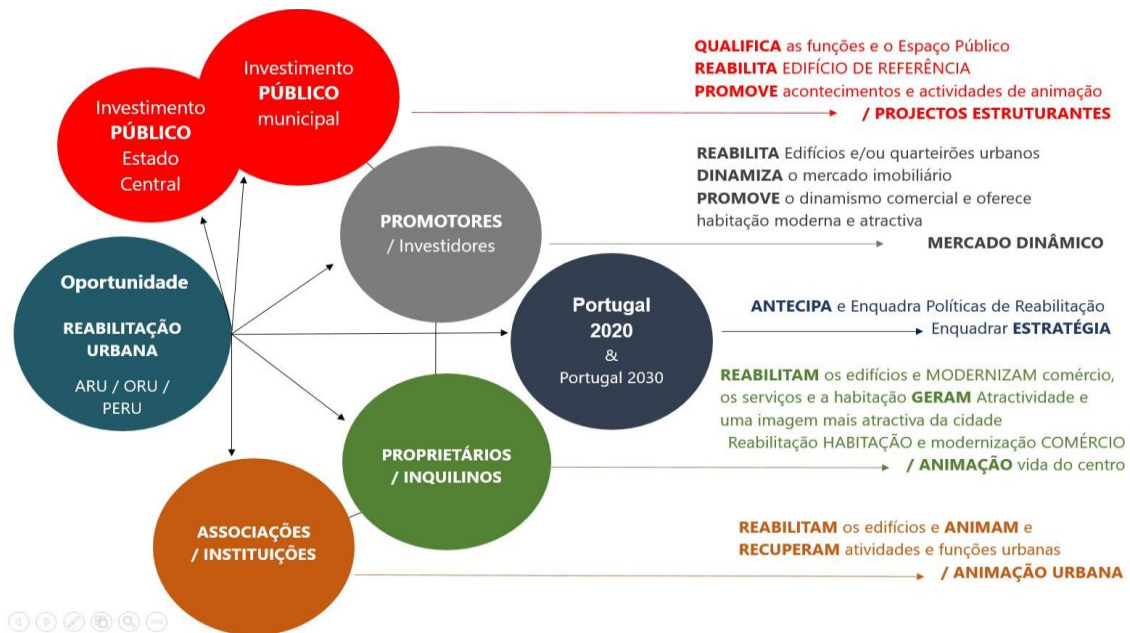 Investimento
PÚBLICO
municipal
Investimento
PÚBLICO
Estado
Central
QUALIFICA as funções e o Espaço Público
REABILITA EDIFÍCIO DE REFERÊNCIA
PROMOVE acontecimentos e actividades de animação
/ PROJECTOS ESTRUTURANTES
PROMOTORES
/ Investidores
REABILITA Edifícios e/ou quarteirões urbanos
DINAMIZA o mercado imobiliário
PROMOVE o dinamismo comercial e oferece
habitação moderna e atractiva
MERCADO DINÂMICO
Oportunidade
REABILITAÇÃO
URBANA
ARU / ORU /
PERU
Portugal
2020
&
Portugal 2030
ANTECIPA e Enquadra Políticas de Reabilitação
Enquadrar ESTRATÉGIA
PROPRIETÁRIOS
/ INQUILINOS
REABILITAM os edifícios e MODERNIZAM comércio,
os serviços e a habitação GERAM Atractividade e
uma imagem mais atractiva da cidade
Reabilitação HABITAÇÃO e modernização COMÉRCIO
/ ANIMAÇÃO vida do centro
ASSOCIAÇÕES
/ INSTITUIÇÕES
REABILITAM os edifícios e ANIMAM e
RECUPERAM atividades e funções urbanas
/ ANIMAÇÃO URBANA